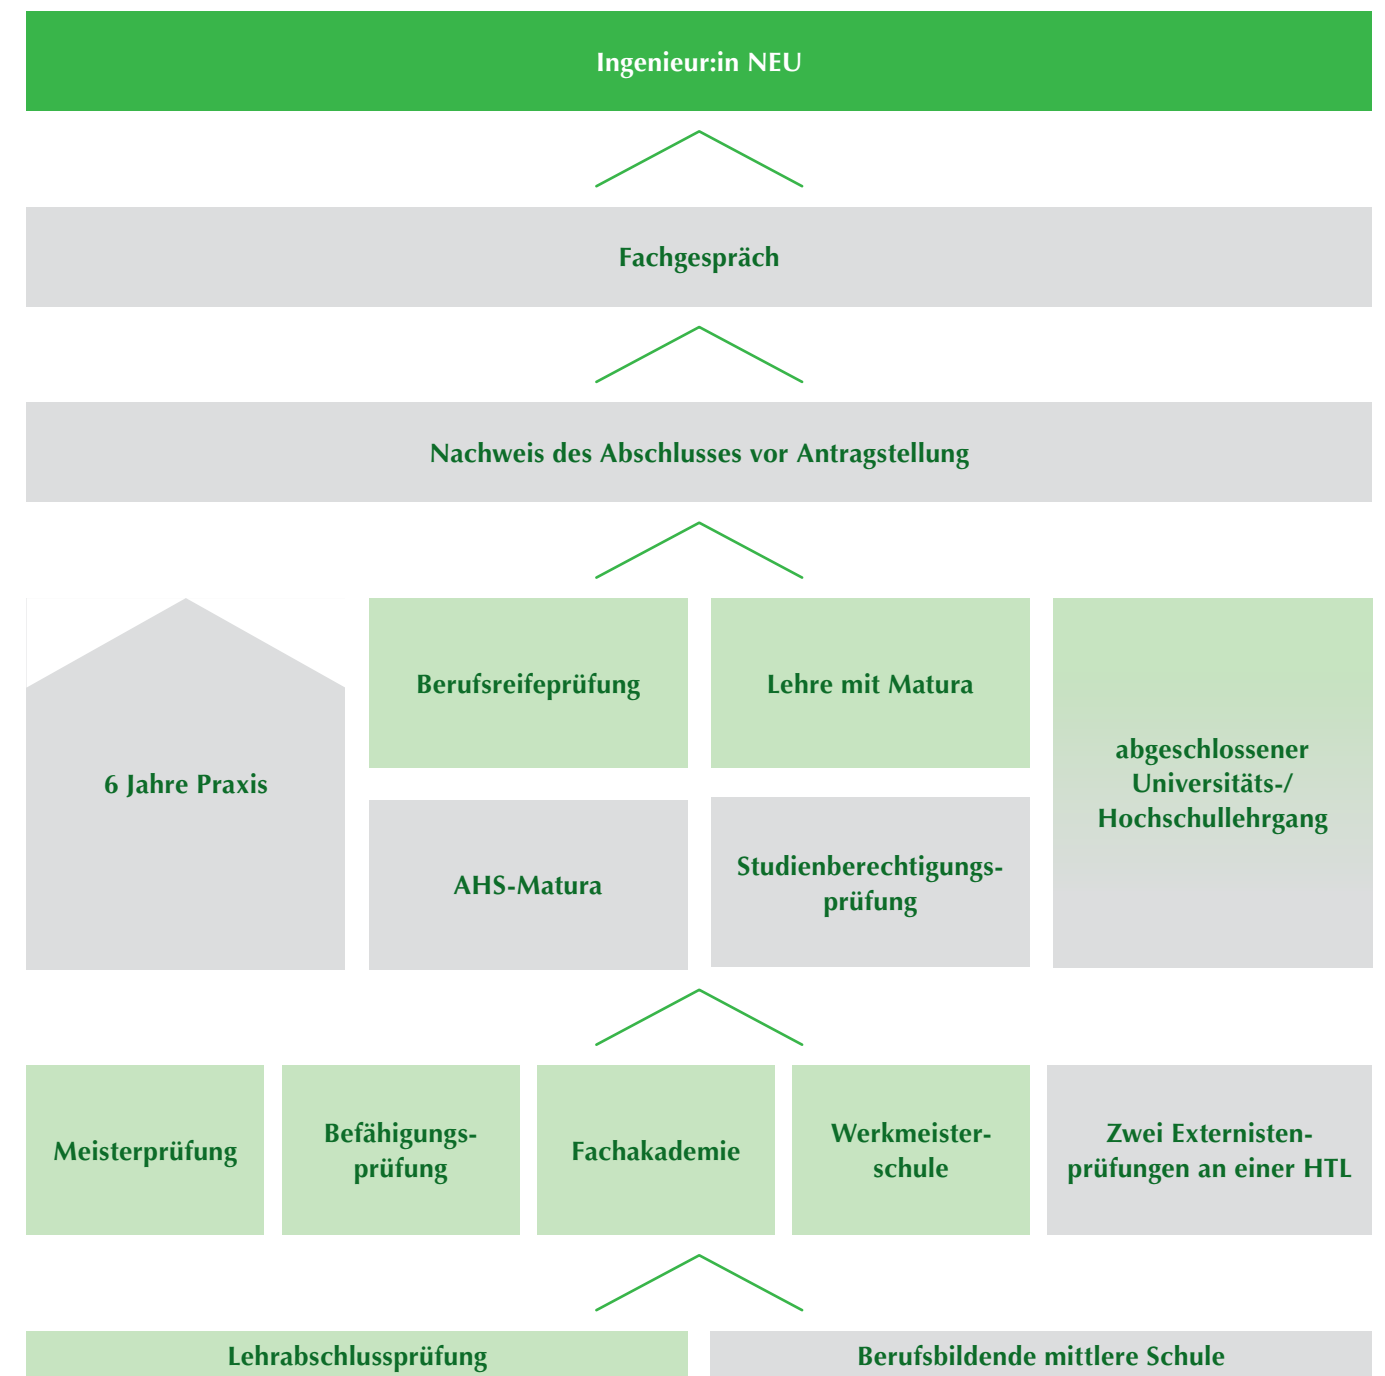 Ingenieur:in NEU
Fachgespräch
Nachweis des Abschlusses vor Antragstellung
6 Jahre Praxis
Berufsreifeprüfung
Lehre mit Matura
abgeschlossener
Universitäts-/
Hochschullehrgang
AHS-Matura
Studienberechtigungs-
prüfung
Meisterprüfung
Befähigungs-
prüfung
Fachakademie
Werkmeister-
schule
Zwei Externisten-
prüfungen an einer HTL
Lehrabschlussprüfung
Berufsbildende mittlere Schule